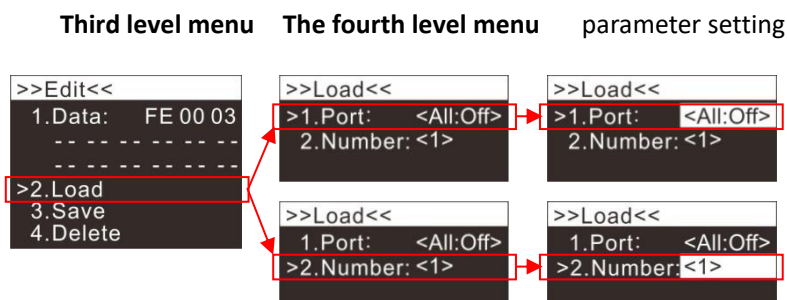 Third level menu The fourth level menu parameter setting
>>Edit<<
1.Data: FE 00 03
-- -- -- -- -- --
-- -- -- -- -- --
>2.Load
3.Save
4.Delete
>>Load<<
>1.Port: <All:Off>
2.Number: <1>
>>Load<<
>1.Port: <All:Off>
2.Number: <1>
>>Load<<
1.Port: <All:Off>
>2.Number: <1>
>>Load<<
1.Port: <All:Off>
>2.Number: <1>